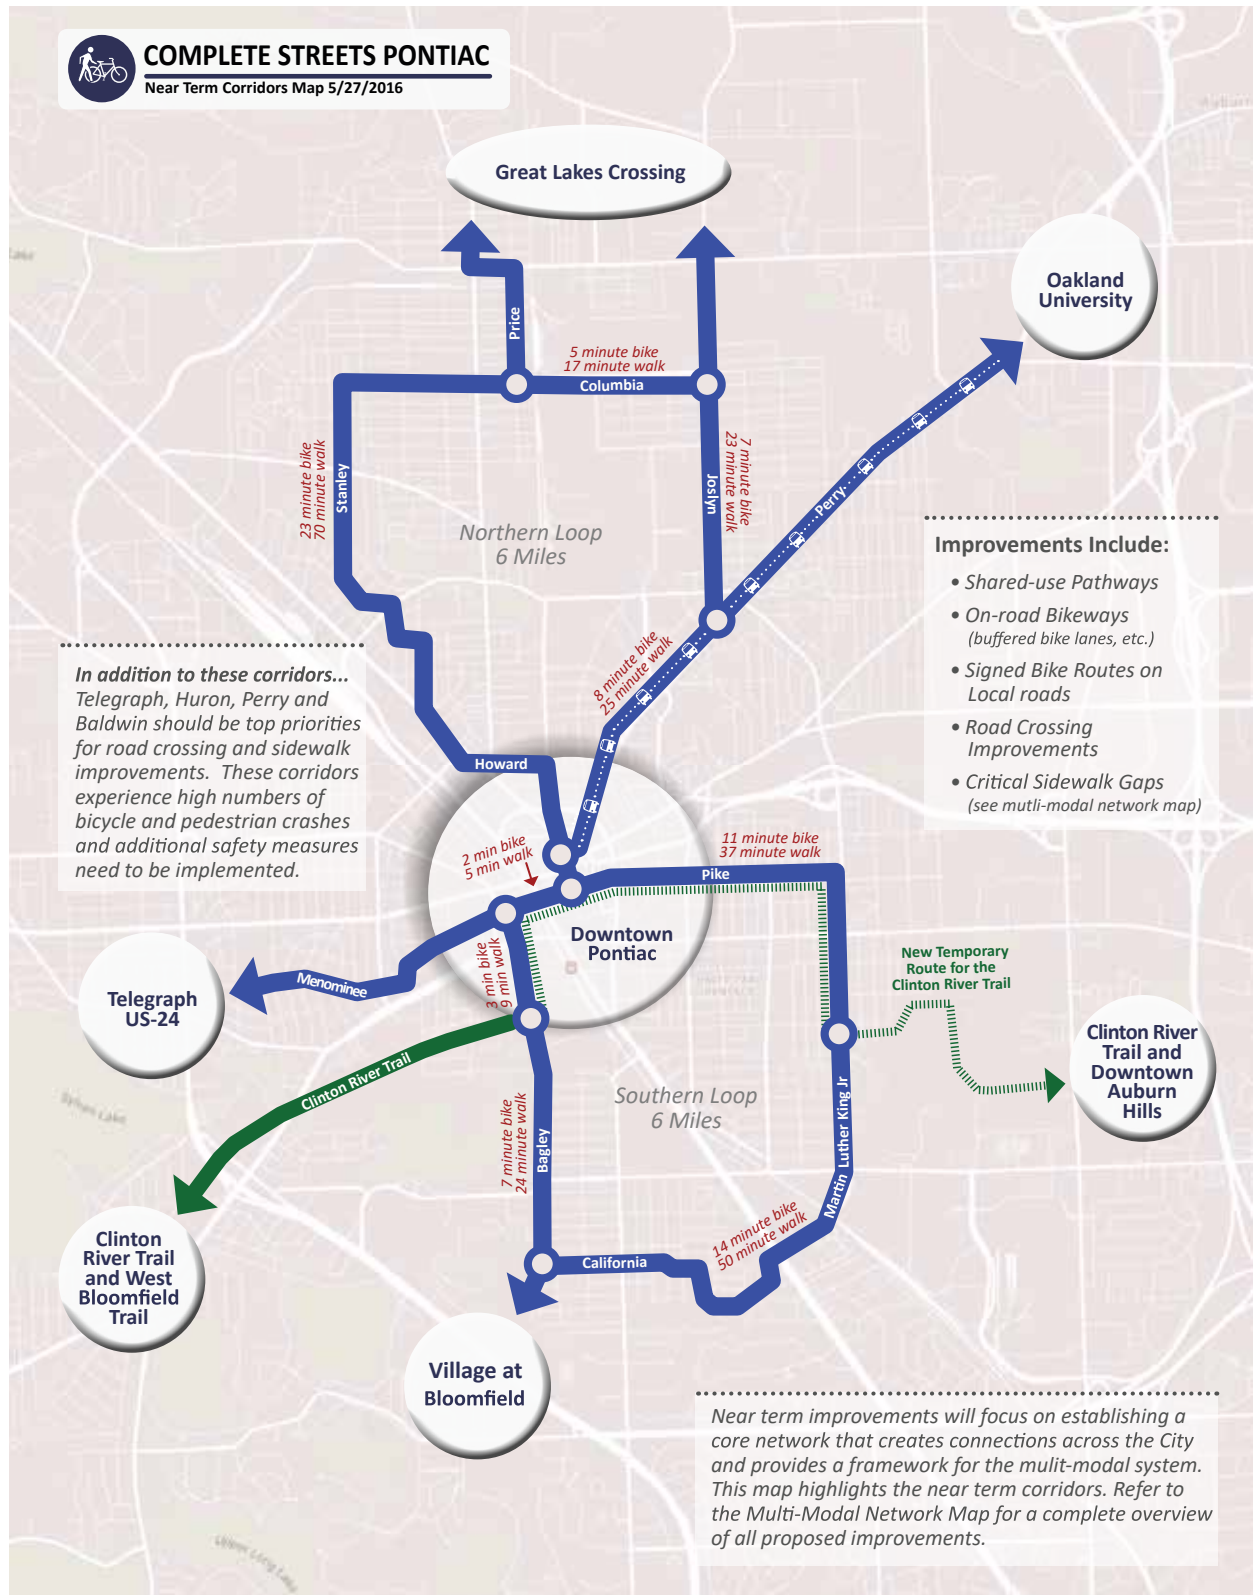 COMPLETE STREETS PONTIAC
Near Term Corridors Map 5/27/2016
Great Lakes Crossing
Oakland
University
Price
5 minute bike
17 minute walk
Columbia
23 minute bike
70 minute walk
Stanley
Joslyn
7 minute bike
23 minute walk
Perry
Northern Loop
6 Miles
Improvements Include:
• Shared-use Pathways
• On-road Bikeways
(buffered bike lanes, etc.)
• Signed Bike Routes on
Local roads
• Road Crossing
Improvements
• Critical Sidewalk Gaps
(see mutli-modal network map)
In addition to these corridors...
Telegraph, Huron, Perry and
Baldwin should be top priorities
for road crossing and sidewalk
improvements. These corridors
experience high numbers of
bicycle and pedestrian crashes
and additional safety measures
need to be implemented.
8 minute bike
25 minute walk
Howard
2 min bike
5 min walk
11 minute bike
37 minute walk
Pike
Downtown
Pontiac
3 min bike
9 min walk
Menominee
Telegraph
US-24
New Temporary
Route for the
Clinton River Trail
Clinton River
Trail and
Downtown
Auburn
Hills
Clinton River Trail
Southern Loop
6 Miles
7 minute bike
24 minute walk
Bagley
Martin Luther King Jr
14 minute bike
50 minute walk
California
Clinton
River Trail
and West
Bloomfield
Trail
Village at
Bloomfield
Near term improvements will focus on establishing a
core network that creates connections across the City
and provides a framework for the mulit-modal system.
This map highlights the near term corridors. Refer to
the Multi-Modal Network Map for a complete overview
of all proposed improvements.